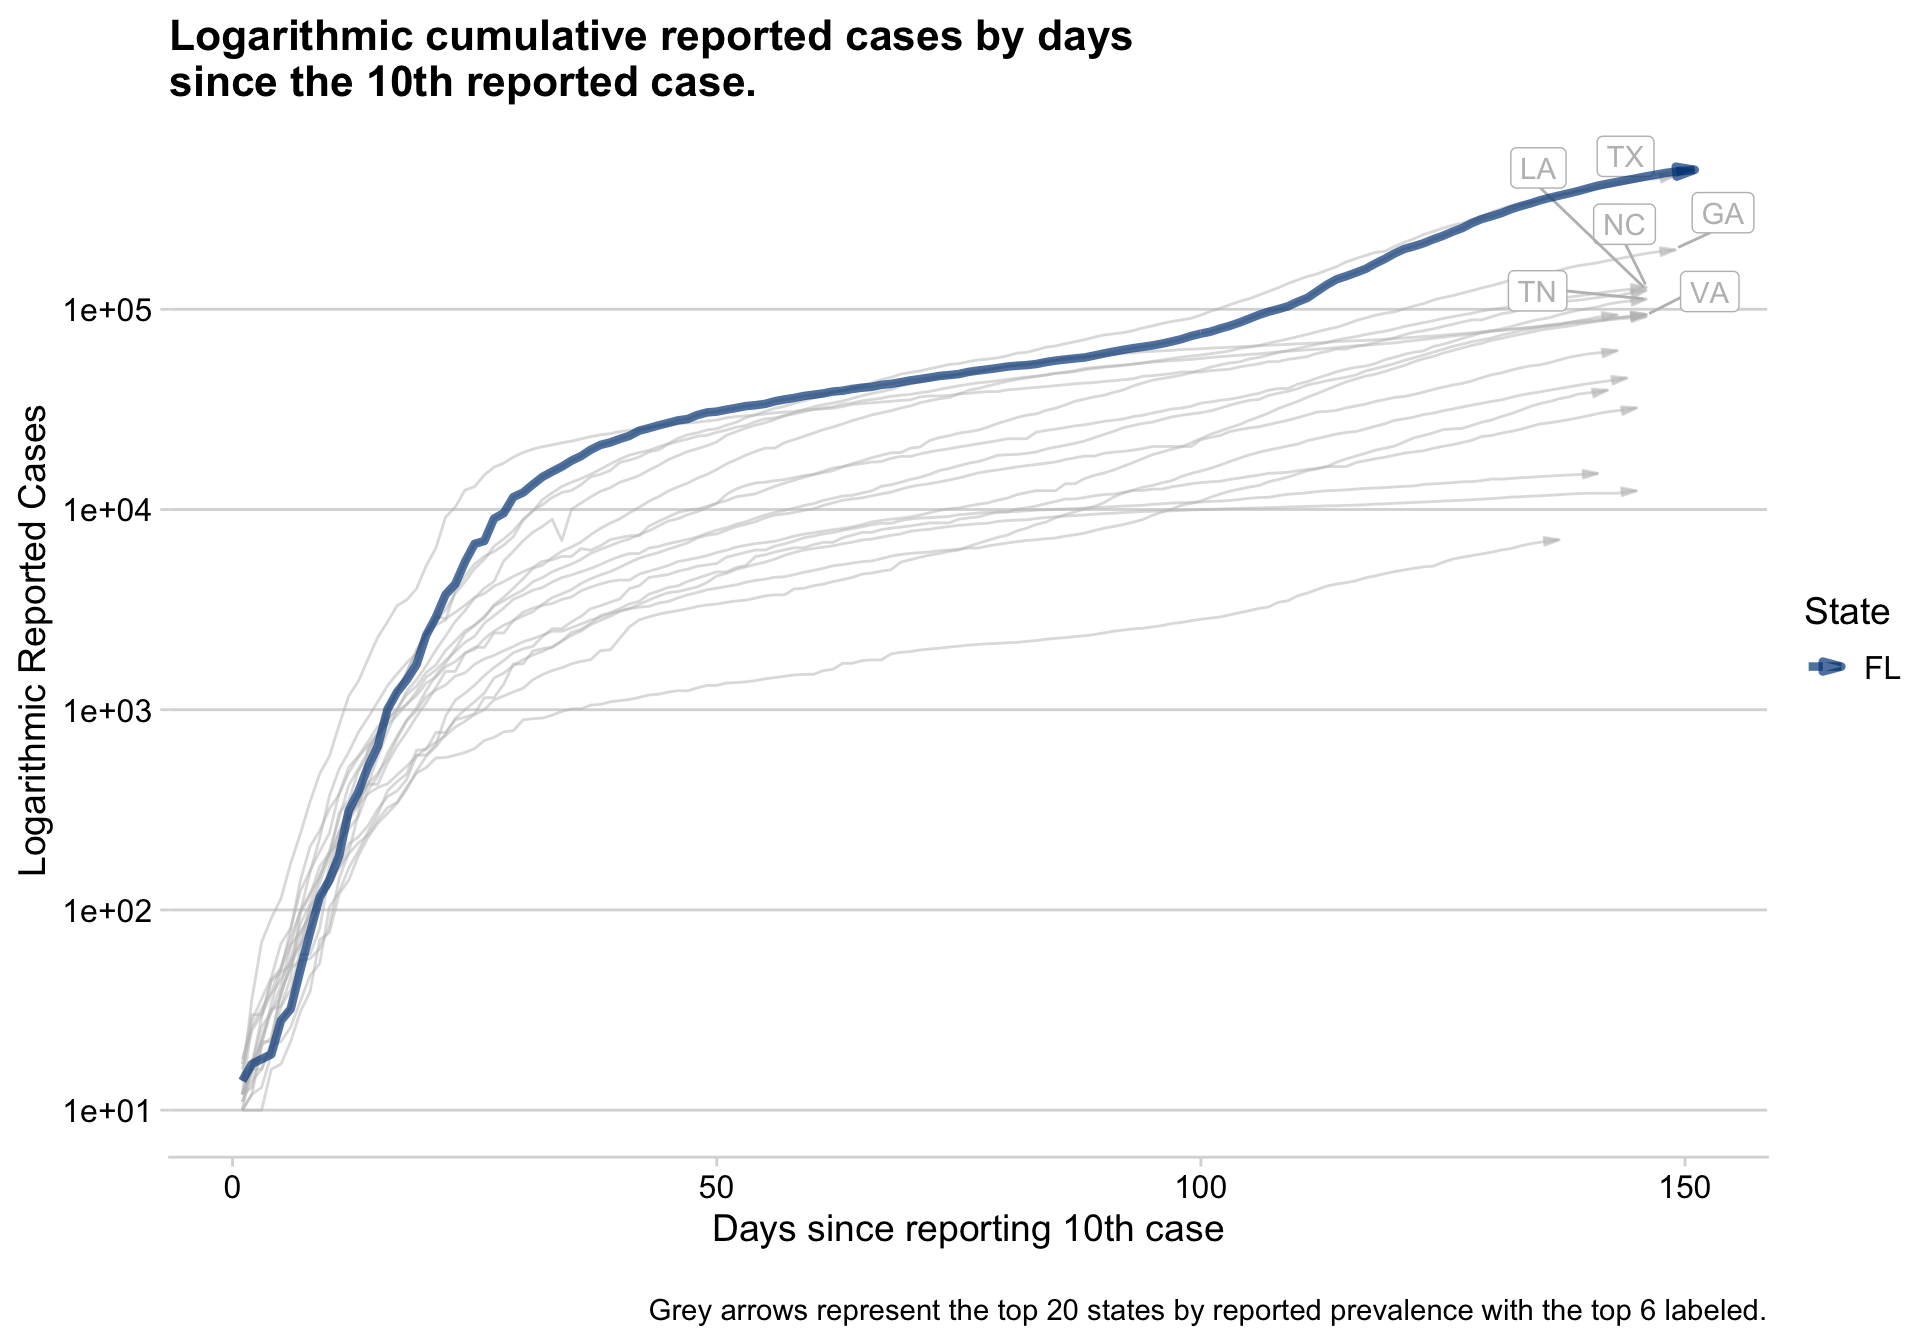 Logarithmic cumulative reported cases by days
since the 10th reported case.
LA
TX
GA
NC
TN
VA
1e+05
1e+04
1e+03
1e+02
1e+01
Logarithmic Reported Cases
State
FL
0 50 100 150
Days since reporting 10th case
Grey arrows represent the top 20 states by reported prevalence with the top 6 labeled.